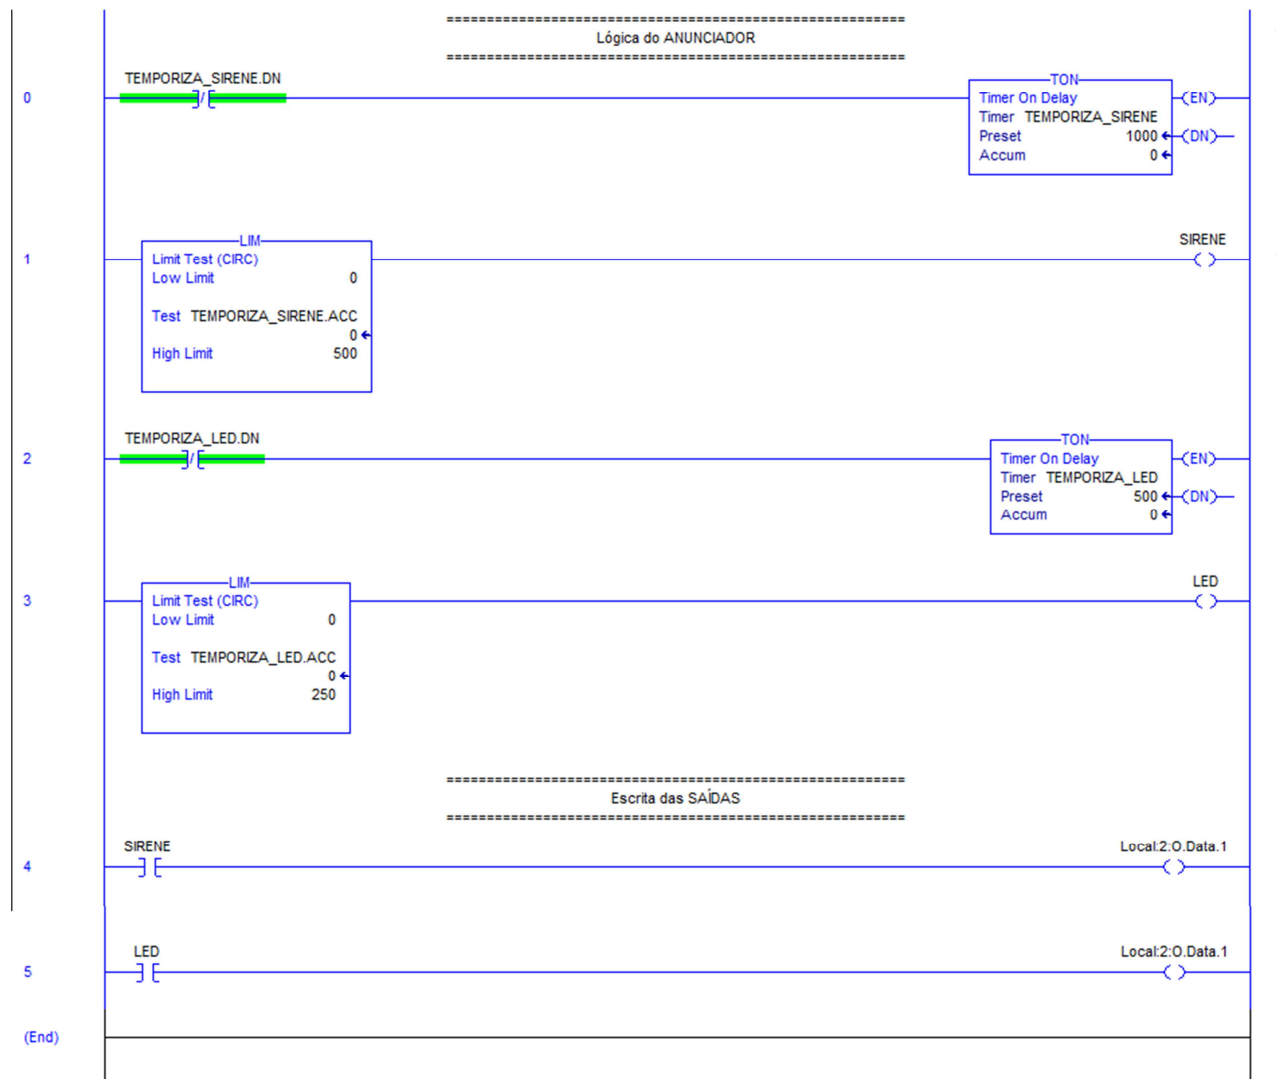 ========================================================
Lógica do ANUNCIADOR
========================================================
0
TEMPORIZA_SIRENE.DN
TON
Timer On Delay
Timer TEMPORIZA_SIRENE
Preset 1000
Accum 0
(EN)
(DN)
1
LIM
Limit Test (CIRC)
Low Limit 0
Test TEMPORIZA_SIRENE.ACC
0
High Limit 500
SIRENE
2
TEMPORIZA_LED.DN
TON
Timer On Delay
Timer TEMPORIZA_LED
Preset 500
Accum 0
(EN)
(DN)
3
LIM
Limit Test (CIRC)
Low Limit 0
Test TEMPORIZA_LED.ACC
0
High Limit 250
LED
========================================================
Escrita das SAÍDAS
========================================================
4
SIRENE
Local:2:O.Data.1
5
LED
Local:2:O.Data.1
(End)